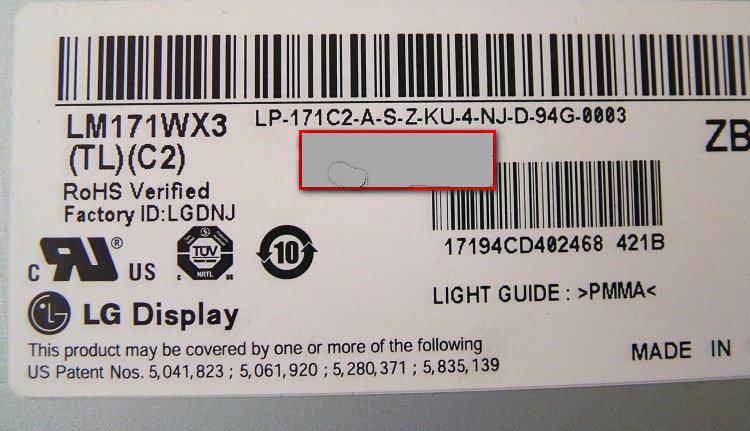 LM171WX3
(TL)(C2)
LP-171C2-A-S-Z-KU-4-NJ-D-94G-0003
ZB
RoHS Verified
Factory ID:LGDNJ
17194CD402468 421B
c RU ® US
TÜV
NRTL
c us
10
LIGHT GUIDE : >PMMA<
LG Display
This product may be covered by one or more of the following
US Patent Nos. 5,041,823 ; 5,061,920 ; 5,280,371 ; 5,835,139
MADE IN